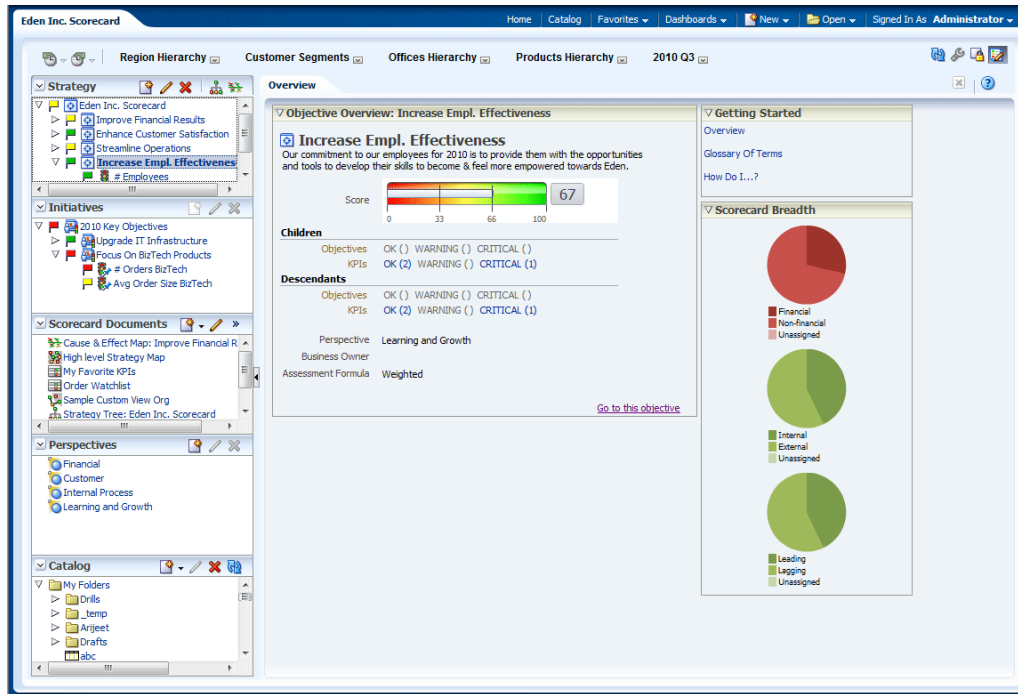 Eden Inc. Scorecard
Home Catalog Favorites Dashboards New Open Signed In As Administrator
Region Hierarchy Customer Segments Offices Hierarchy Products Hierarchy 2010 Q3
Strategy
Eden Inc. Scorecard
Improve Financial Results
Enhance Customer Satisfaction
Streamline Operations
Increase Empl. Effectivenes
# Employees
Initiatives
2010 Key Objectives
Upgrade IT Infrastructure
Focus On BizTech Products
# Orders BizTech
Avg Order Size BizTech
Scorecard Documents »
Cause & Effect Map: Improve Financial R
High level Strategy Map
My Favorite KPIs
Order Watchlist
Sample Custom View Org
Strategy Tree: Eden Inc. Scorecard
Perspectives
Financial
Customer
Internal Process
Learning and Growth
Catalog
My Folders
Drills
_temp
Arijeet
Drafts
abc
Overview
Objective Overview: Increase Empl. Effectiveness
Increase Empl. Effectiveness
Our commitment to our employees for 2010 is to provide them with the opportunities
and tools to develop their skills to become & feel more empowered towards Eden.
Score 67
0 33 66 100
Children
Objectives OK () WARNING () CRITICAL ()
KPIs OK (2) WARNING () CRITICAL (1)
Descendants
Objectives OK () WARNING () CRITICAL ()
KPIs OK (2) WARNING () CRITICAL (1)
Perspective Learning and Growth
Business Owner
Assessment Formula Weighted
Go to this objective
Getting Started
Overview
Glossary Of Terms
How Do I...?
Scorecard Breadth
Financial
Non-financial
Unassigned
Internal
External
Unassigned
Leading
Lagging
Unassigned